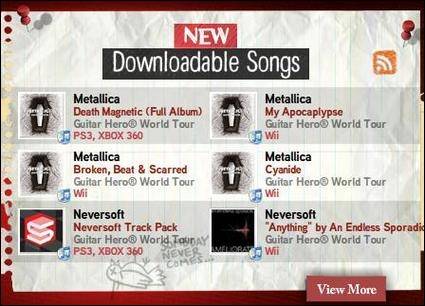 NEW
Downloadable Songs
Metallica
Death Magnetic (Full Album)
Guitar Hero® World Tour
PS3, XBOX 360
Metallica
My Apocaplypse
Guitar Hero® World Tour
Wii
Metallica
Broken, Beat & Scarred
Guitar Hero® World Tour
Wii
Metallica
Cyanide
Guitar Hero® World Tour
Wii
Neversoft
Neversoft Track Pack
Guitar Hero® World Tour
PS3, XBOX 360
Neversoft
"Anything" by An Endless Sporadic
Guitar Hero® World Tour
Wii
NEVER
COMES...
View More